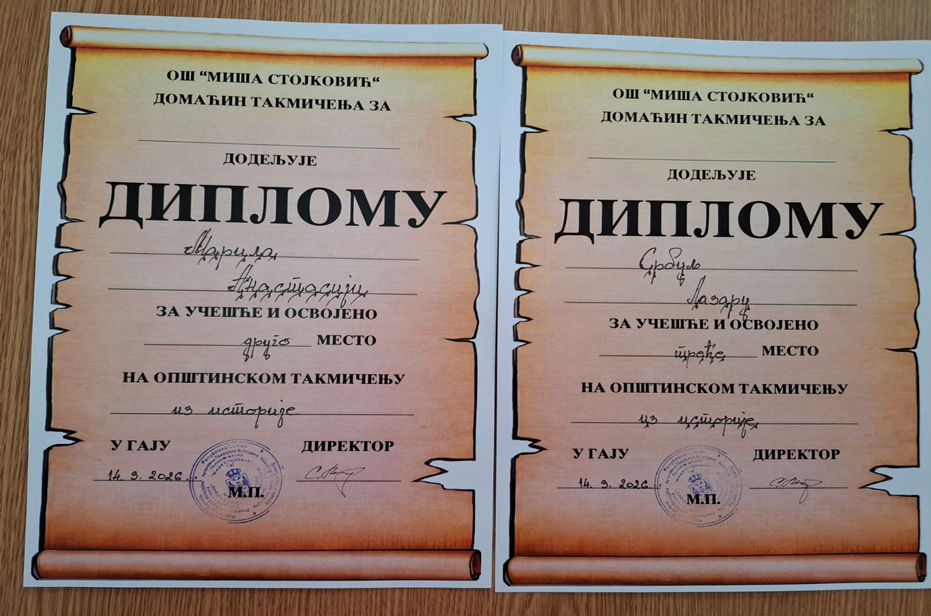 ОШ “МИША СТОЈКОВИЋ“
ДОМАЋИН ТАКМИЧЕЊА ЗА
ДОДЕЉУЈЕ
ДИПЛОМУ
Марила
Анастасији
ЗА УЧЕШЋЕ И ОСВОЈЕНО
друго МЕСТО
НА ОПШТИНСКОМ ТАКМИЧЕЊУ
из историје
У ГАЈУ ДИРЕКТОР
14. 3. 2026.
М.П.
ОШ “МИША СТОЈКОВИЋ“
ДОМАЋИН ТАКМИЧЕЊА ЗА
ДОДЕЉУЈЕ
ДИПЛОМУ
Србуљ
Лазару
ЗА УЧЕШЋЕ И ОСВОЈЕНО
треће МЕСТО
НА ОПШТИНСКОМ ТАКМИЧЕЊУ
из историје
У ГАЈУ ДИРЕКТОР
14. 3. 2026.
М.П.